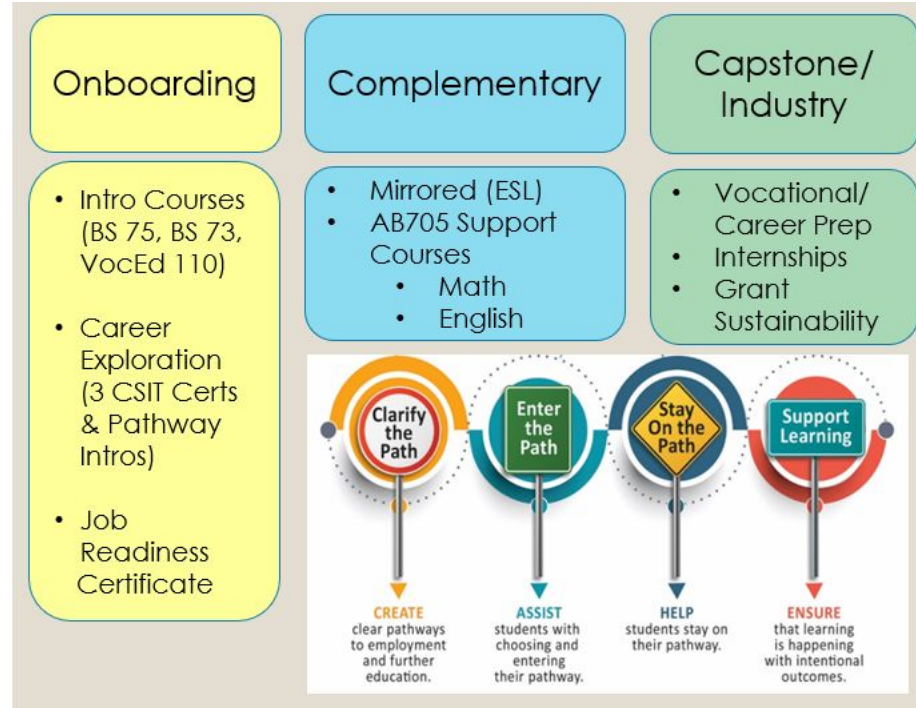 Onboarding
• Intro Courses
(BS 75, BS 73,
VocEd 110)
• Career
Exploration
(3 CSIT Certs
& Pathway
Intros)
• Job
Readiness
Certificate
Complementary
• Mirrored (ESL)
• AB705 Support
Courses
• Math
• English
Capstone/
Industry
• Vocational/
Career Prep
• Internships
• Grant
Sustainability
Clarify
the
Path
CREATE
clear pathways
to employment
and further
education.
Enter
the
Path
ASSIST
students with
choosing and
entering
their pathway.
Stay
On the
Path
HELP
students stay on
their pathway.
Support
Learning
ENSURE
that learning
is happening
with intentional
outcomes.